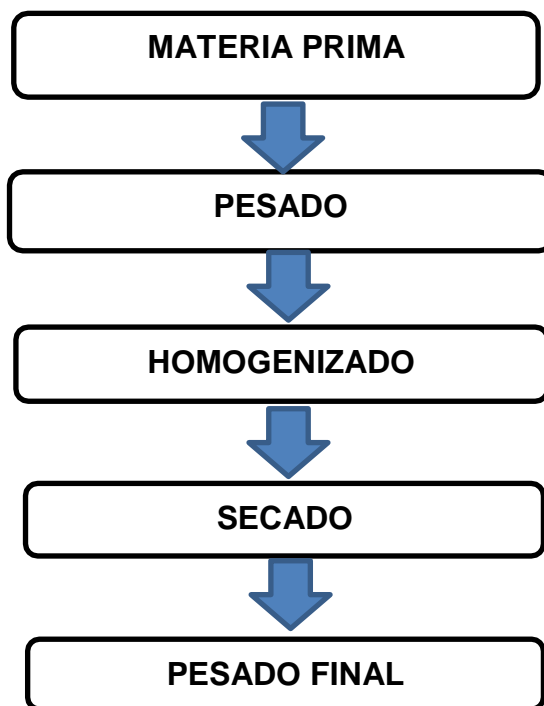 MATERIA PRIMA
PESADO
HOMOGENIZADO
SECADO
PESADO FINAL